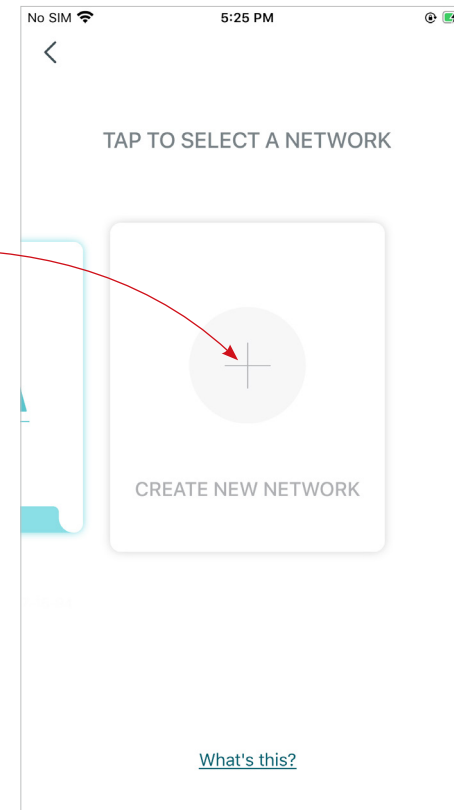 No SIM 5:25 PM
TAP TO SELECT A NETWORK
CREATE NEW NETWORK
What's this?